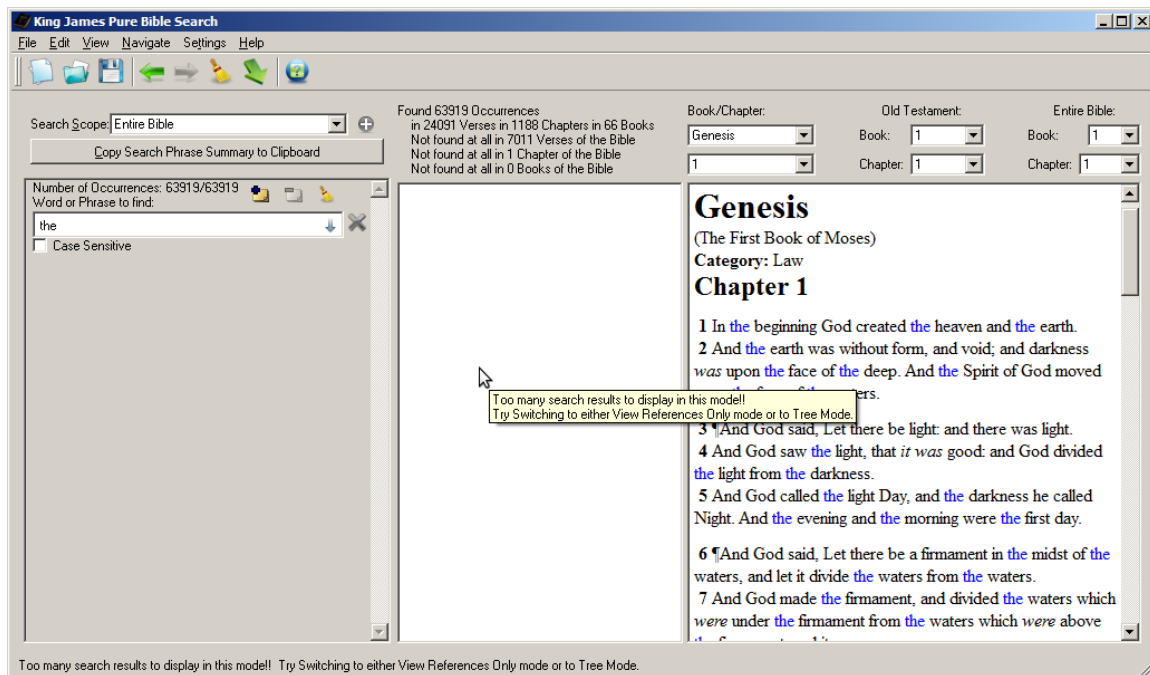 King James Pure Bible Search
File Edit View Navigate Settings Help
Search Scope: Entire Bible
Copy Search Phrase Summary to Clipboard
Found 63919 Occurrences
in 24091 Verses in 1188 Chapters in 66 Books
Not found at all in 7011 Verses of the Bible
Not found at all in 1 Chapter of the Bible
Not found at all in 0 Books of the Bible
Book/Chapter:
Genesis
1
Old Testament:
Book: 1
Chapter: 1
Entire Bible:
Book: 1
Chapter: 1
Number of Occurrences: 63919/63919
Word or Phrase to find:
the
Case Sensitive
Too many search results to display in this mode!!
Try Switching to either View References Only mode or to Tree Mode.
Genesis
(The First Book of Moses)
Category: Law
Chapter 1
1 In the beginning God created the heaven and the earth.
2 And the earth was without form, and void; and darkness
was upon the face of the deep. And the Spirit of God moved
3 ¶And God said, Let there be light: and there was light.
4 And God saw the light, that it was good: and God divided
the light from the darkness.
5 And God called the light Day, and the darkness he called
Night. And the evening and the morning were the first day.
6 ¶And God said, Let there be a firmament in the midst of the
waters, and let it divide the waters from the waters.
7 And God made the firmament, and divided the waters which
were under the firmament from the waters which were above
Too many search results to display in this mode!! Try Switching to either View References Only mode or to Tree Mode.